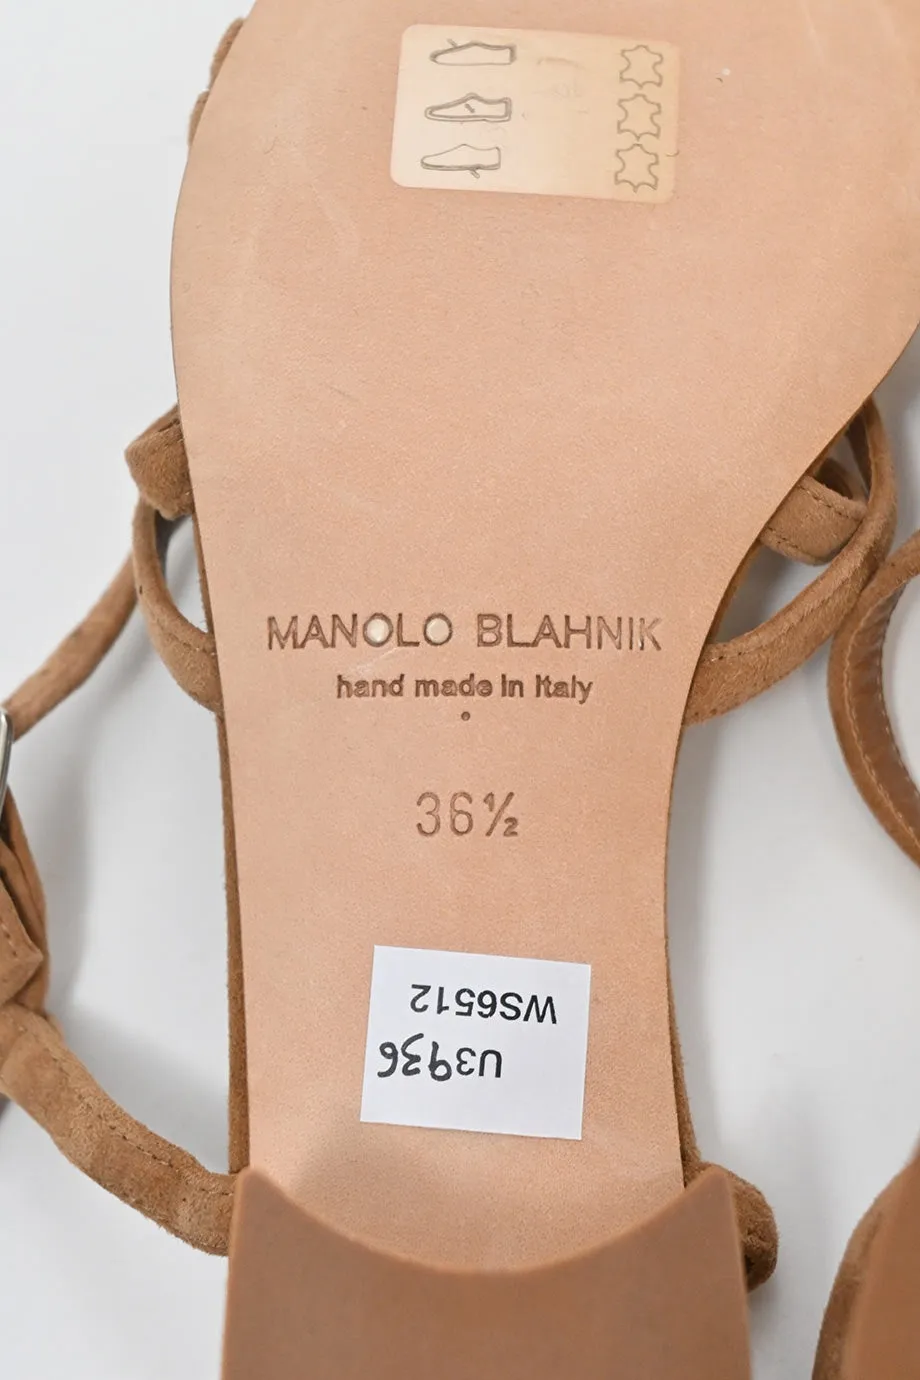 MANOLO BLAHNIK
hand made in Italy
36½
U3936
WS6512